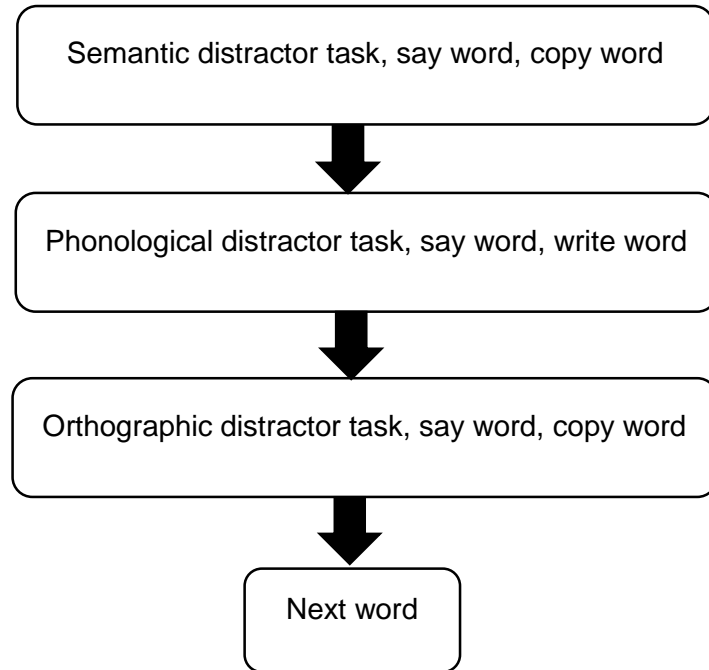 Semantic distractor task, say word, copy word
Phonological distractor task, say word, write word
Orthographic distractor task, say word, copy word
Next word